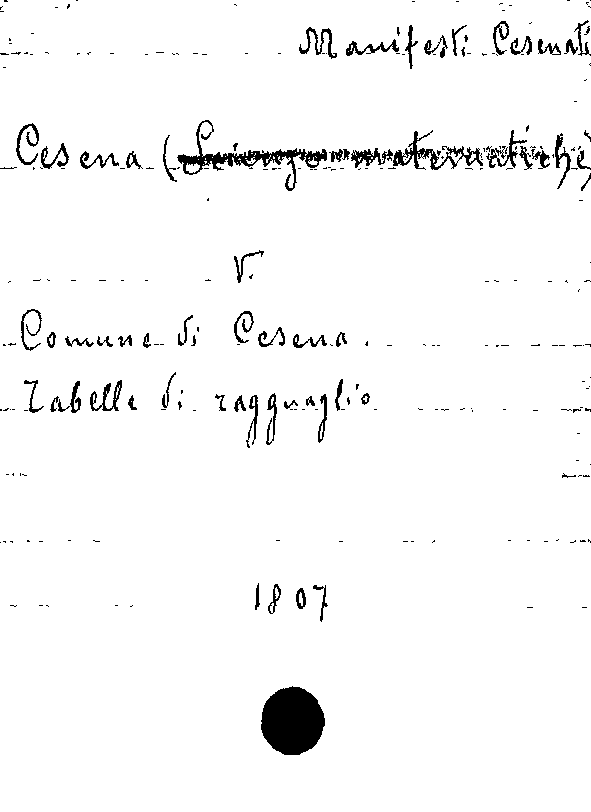 Manifesti Cesenati
Cesena (Scienze matematiche)
V.
Comune di Cesena.
Tabelle di ragguaglio
1807